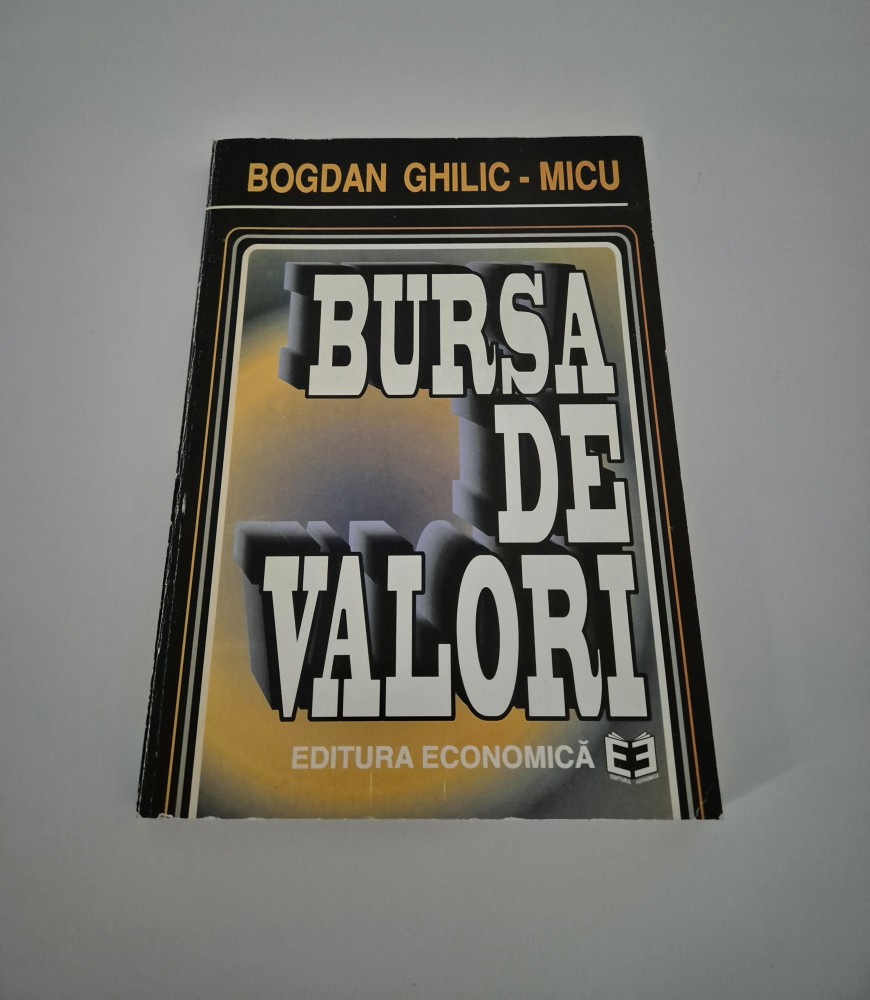 BOGDAN GHILIC - MICU
BURSA
DE
VALORI
EDITURA ECONOMICĂ